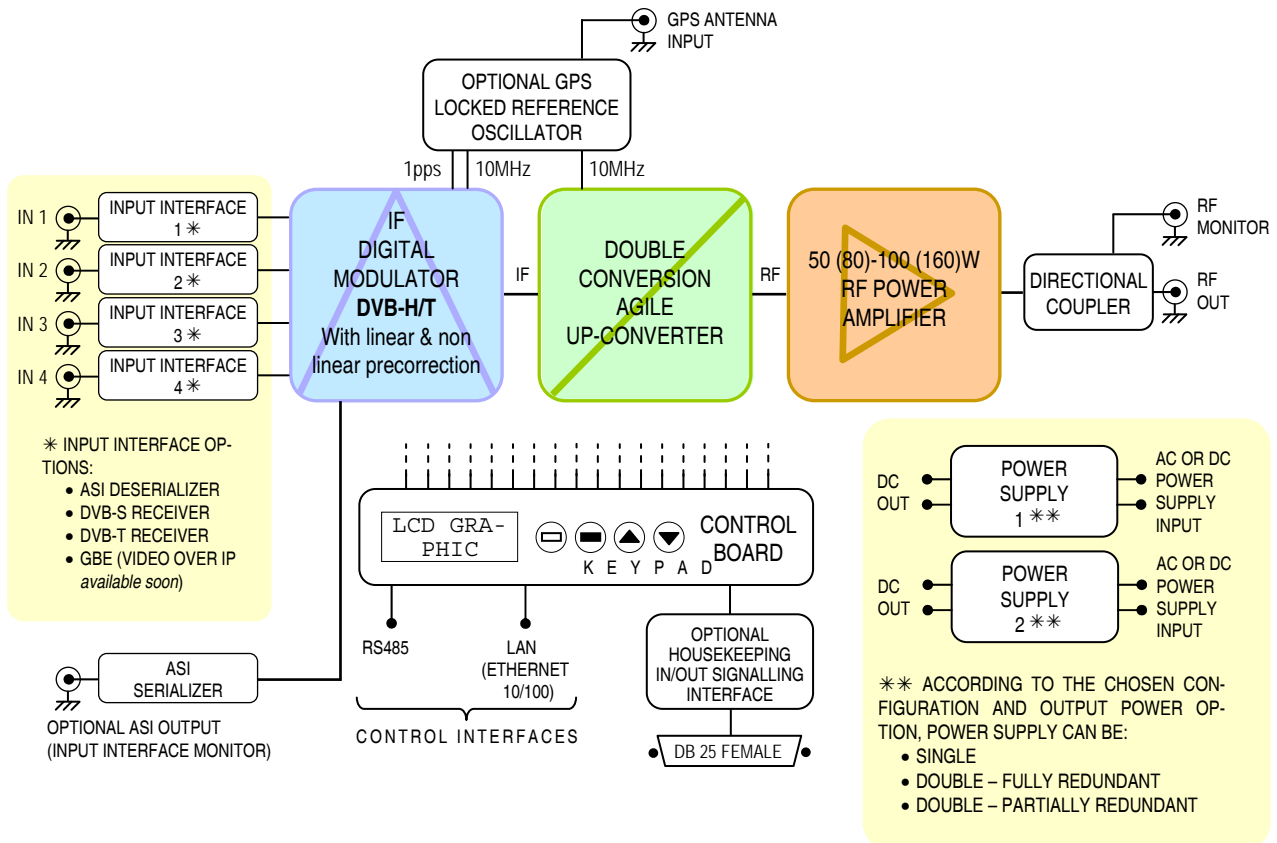 GPS ANTENNA
INPUT
OPTIONAL GPS
LOCKED REFERENCE
OSCILLATOR
1pps
10MHz
10MHz
IN 1
INPUT INTERFACE
1 ✳
IN 2
INPUT INTERFACE
2 ✳
IN 3
INPUT INTERFACE
3 ✳
IN 4
INPUT INTERFACE
4 ✳
✳ INPUT INTERFACE OP-
TIONS:
• ASI DESERIALIZER
• DVB-S RECEIVER
• DVB-T RECEIVER
• GBE (VIDEO OVER IP
available soon)
IF
DIGITAL
MODULATOR
DVB-H/T
With linear & non
linear precorrection
IF
DOUBLE
CONVERSION
AGILE
UP-CONVERTER
RF
50 (80)-100 (160)W
RF POWER
AMPLIFIER
DIRECTIONAL
COUPLER
RF
MONITOR
RF
OUT
LCD GRA-
PHIC
KEYPAD
CONTROL
BOARD
RS485
LAN
(ETHERNET
10/100)
CONTROL INTERFACES
OPTIONAL
HOUSEKEEPING
IN/OUT SIGNALLING
INTERFACE
DB 25 FEMALE
ASI
SERIALIZER
OPTIONAL ASI OUTPUT
(INPUT INTERFACE MONITOR)
DC
OUT
POWER
SUPPLY
1 ✳✳
AC OR DC
POWER
SUPPLY
INPUT
DC
OUT
POWER
SUPPLY
2 ✳✳
AC OR DC
POWER
SUPPLY
INPUT
✳✳ ACCORDING TO THE CHOSEN CON-
FIGURATION AND OUTPUT POWER OP-
TION, POWER SUPPLY CAN BE:
• SINGLE
• DOUBLE – FULLY REDUNDANT
• DOUBLE – PARTIALLY REDUNDANT